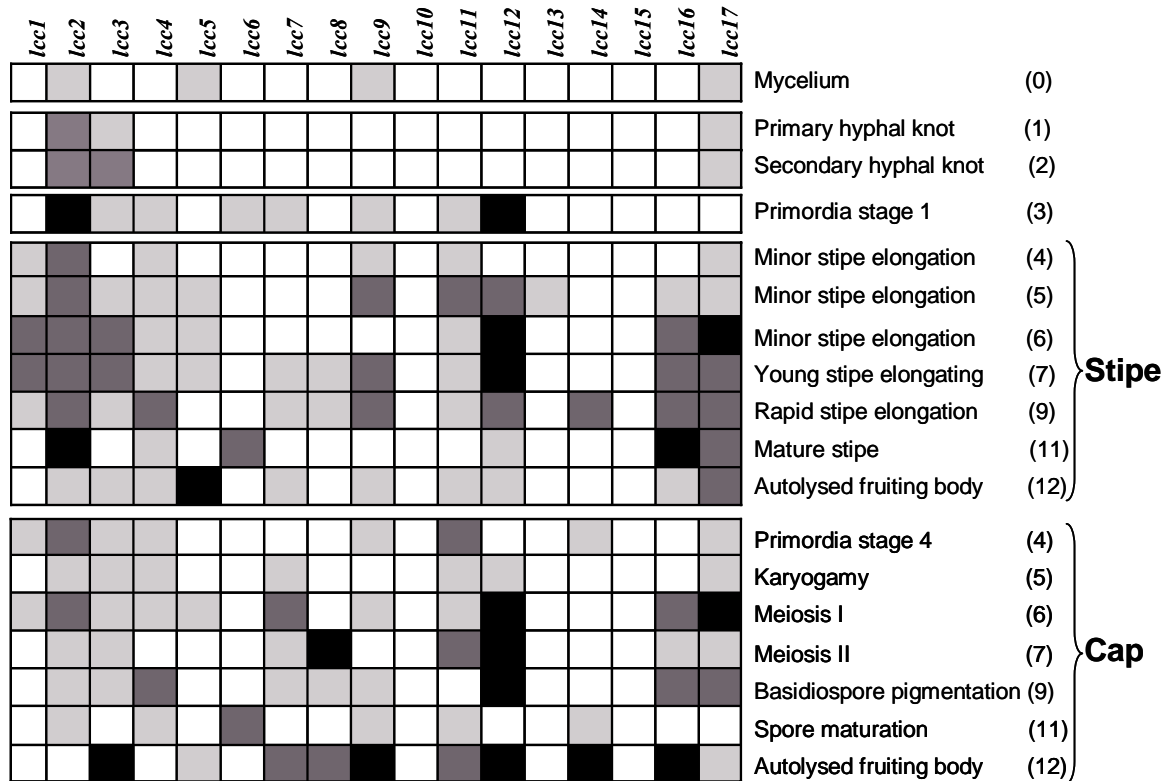 lcc1 lcc2 lcc3 lcc4 lcc5 lcc6 lcc7 lcc8 lcc9 lcc10 lcc11 lcc12 lcc13 lcc14 lcc15 lcc16 lcc17
Mycelium (0)
Primary hyphal knot (1)
Secondary hyphal knot (2)
Primordia stage 1 (3)
Minor stipe elongation (4)
Minor stipe elongation (5)
Minor stipe elongation (6)
Young stipe elongating (7)
Rapid stipe elongation (9)
Mature stipe (11)
Autolysed fruiting body (12)
Stipe
Primordia stage 4 (4)
Karyogamy (5)
Meiosis I (6)
Meiosis II (7)
Basidiospore pigmentation (9)
Spore maturation (11)
Autolysed fruiting body (12)
Cap